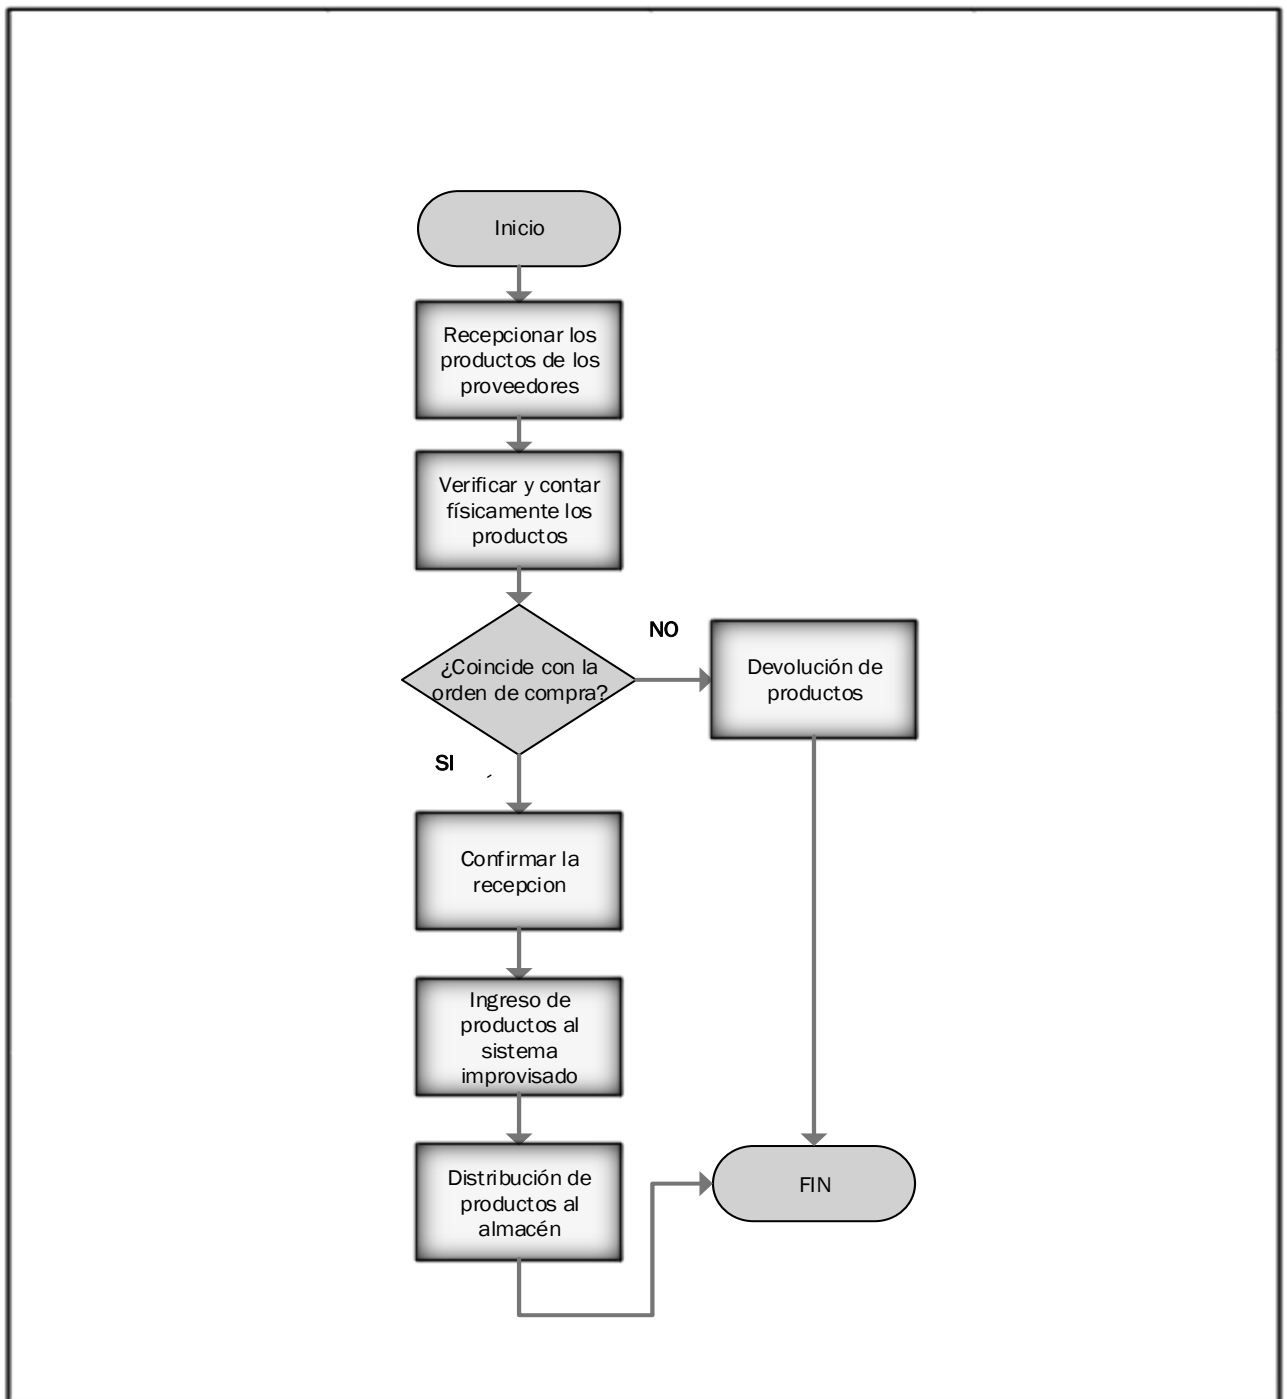 Inicio
Recepcionar los
productos de los
proveedores
Verificar y contar
físicamente los
productos
¿Coincide con la
orden de compra?
NO
Devolución de
productos
SI
Confirmar la
recepcion
Ingreso de
productos al
sistema
improvisado
Distribución de
productos al
almacén
FIN